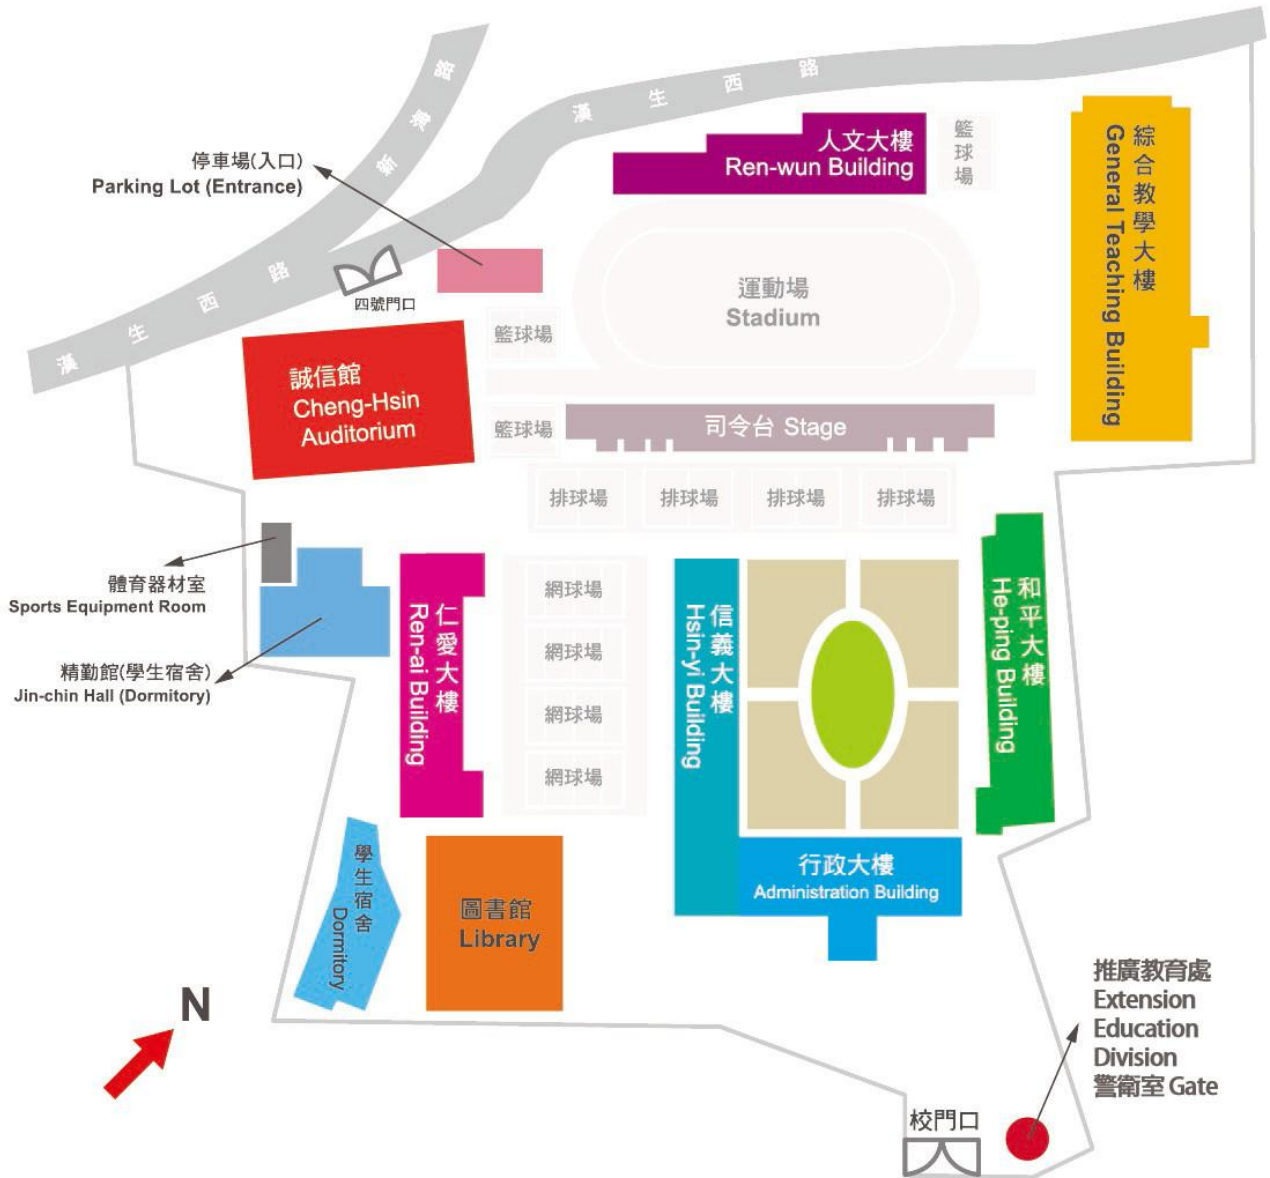 新海路
漢生西路
漢生西路
停車場(入口)
Parking Lot (Entrance)
四號門口
人文大樓
Ren-wun Building
籃球場
綜合教學大樓
General Teaching Building
運動場
Stadium
籃球場
誠信館
Cheng-Hsin
Auditorium
籃球場
司令台 Stage
排球場
排球場
排球場
排球場
體育器材室
Sports Equipment Room
精勤館(學生宿舍)
Jin-chin Hall (Dormitory)
仁愛大樓
Ren-ai Building
網球場
網球場
網球場
網球場
信義大樓
Hsin-yi Building
和平大樓
He-ping Building
學生宿舍
Dormitory
圖書館
Library
行政大樓
Administration Building
N
推廣教育處
Extension
Education
Division
警衛室 Gate
校門口